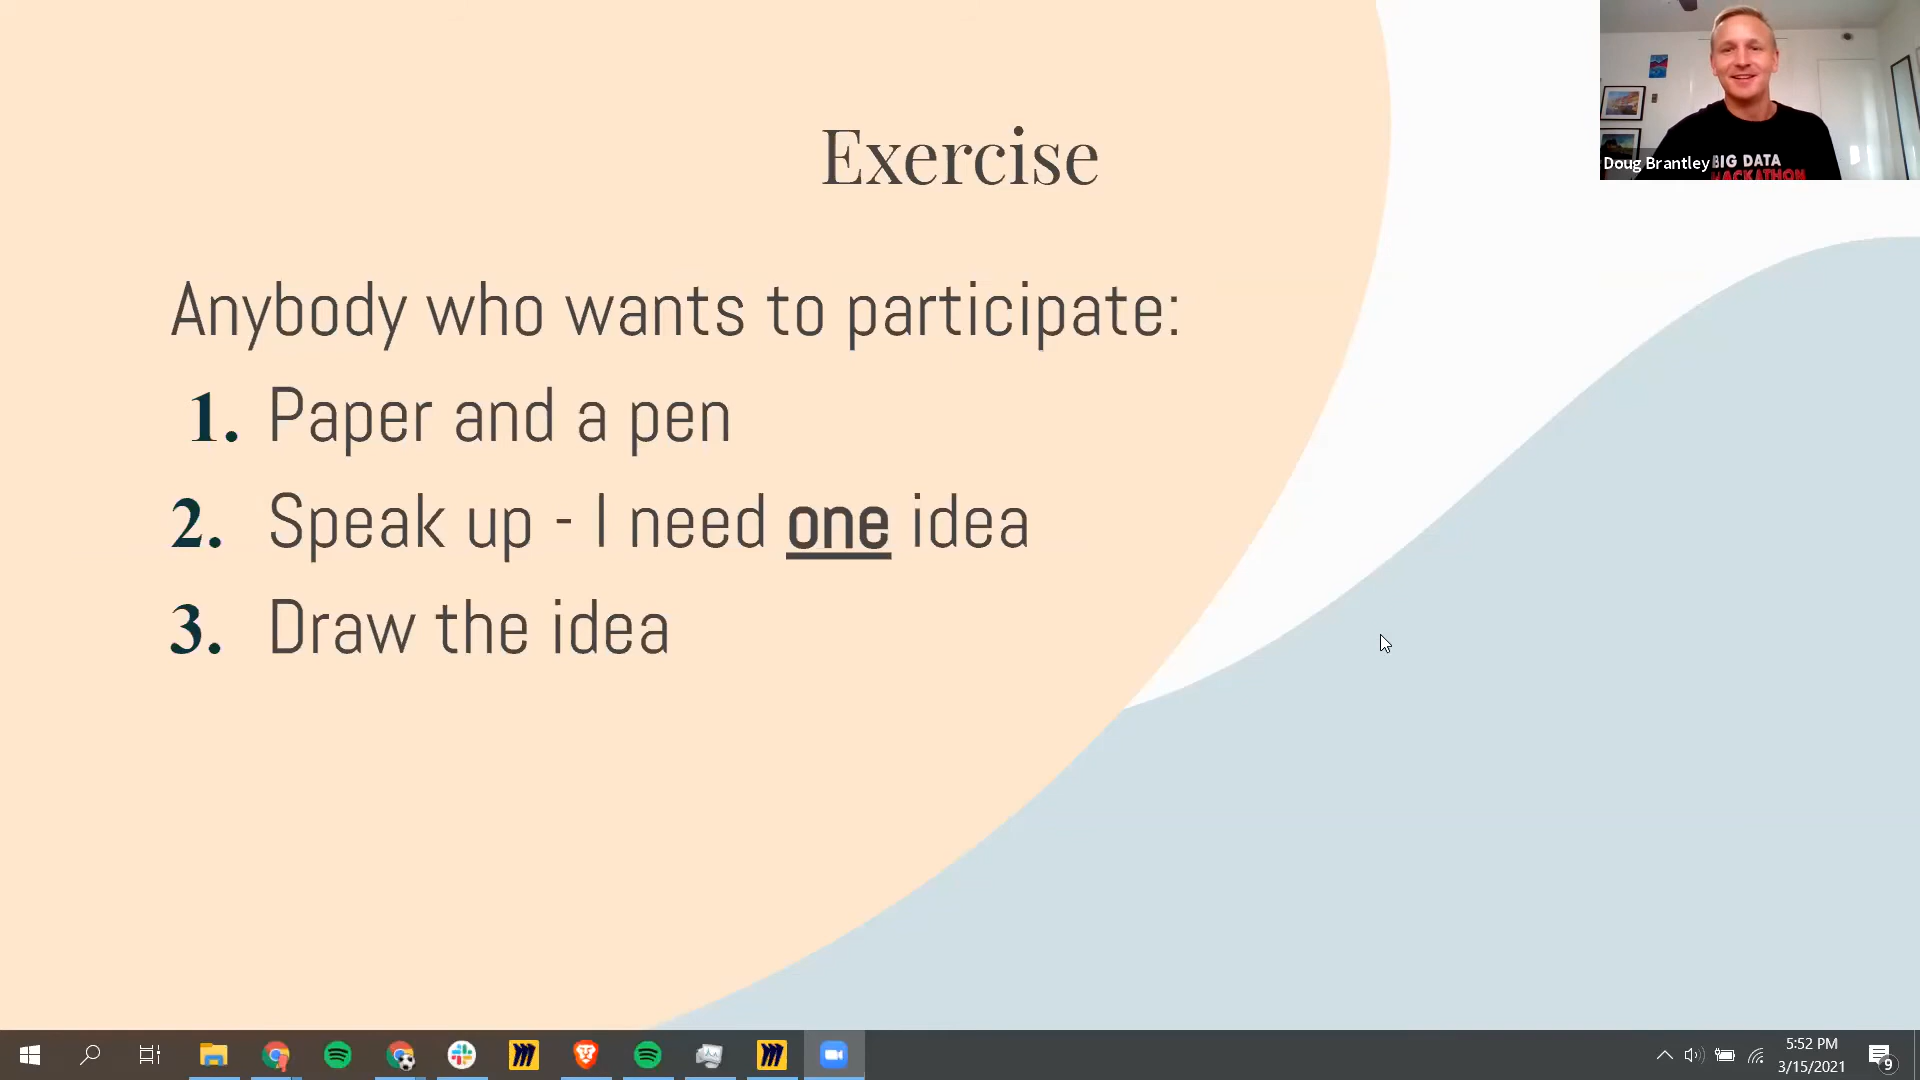 Exercise
Anybody who wants to participate:
1. Paper and a pen
2. Speak up - I need one idea
3. Draw the idea
Doug Brantley
BIG DATA
HACKATHON
5:52 PM
3/15/2021
9